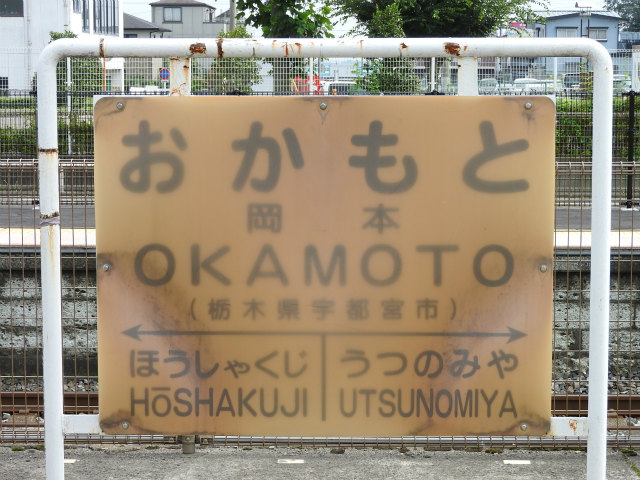 おかもと
岡本
OKAMOTO
(栃木県宇都宮市)
ほうしゃくじ うつのみや
HōSHAKUJI UTSUNOMIYA